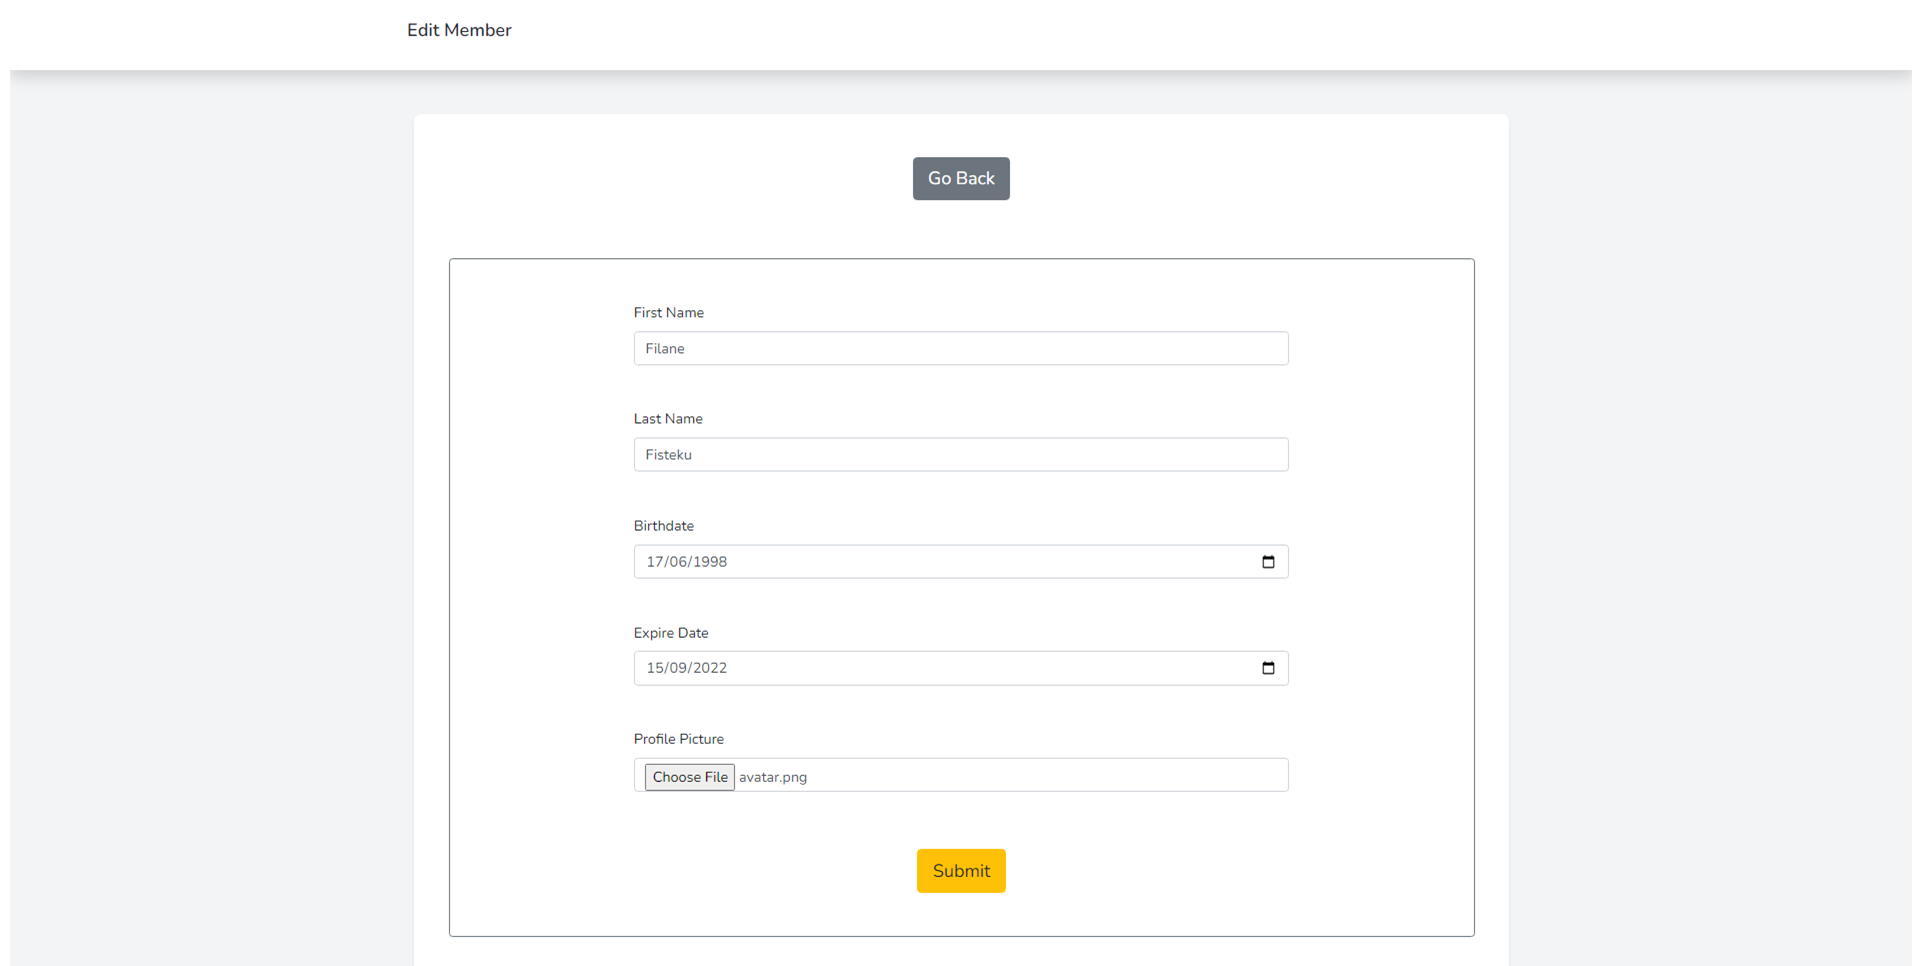 Edit Member
Go Back
First Name
Filane
Last Name
Fisteku
Birthdate
17/06/1998
Expire Date
15/09/2022
Profile Picture
Choose File avatar.png
Submit